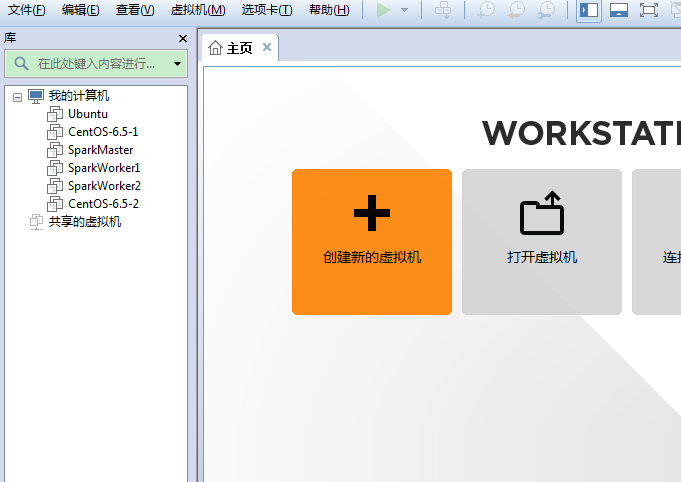 文件(F) 编辑(E) 查看(V) 虚拟机(M) 选项卡(T) 帮助(H)
库
主页
在此处键入内容进行...
我的计算机
Ubuntu
CentOS-6.5-1
SparkMaster
SparkWorker1
SparkWorker2
CentOS-6.5-2
共享的虚拟机
WORKSTATI
创建新的虚拟机
打开虚拟机
连